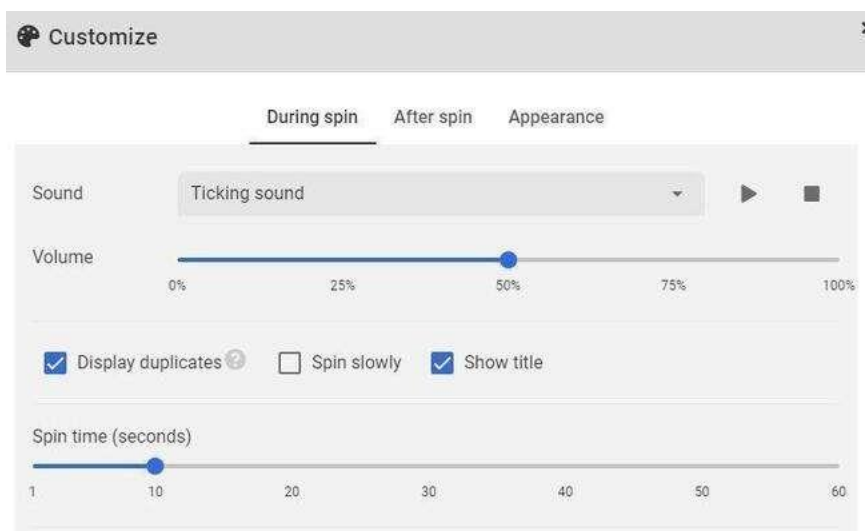 Customize
During spin After spin Appearance
Sound Ticking sound
Volume
0% 25% 50% 75% 100%
Display duplicates ? Spin slowly Show title
Spin time (seconds)
1 10 20 30 40 50 60